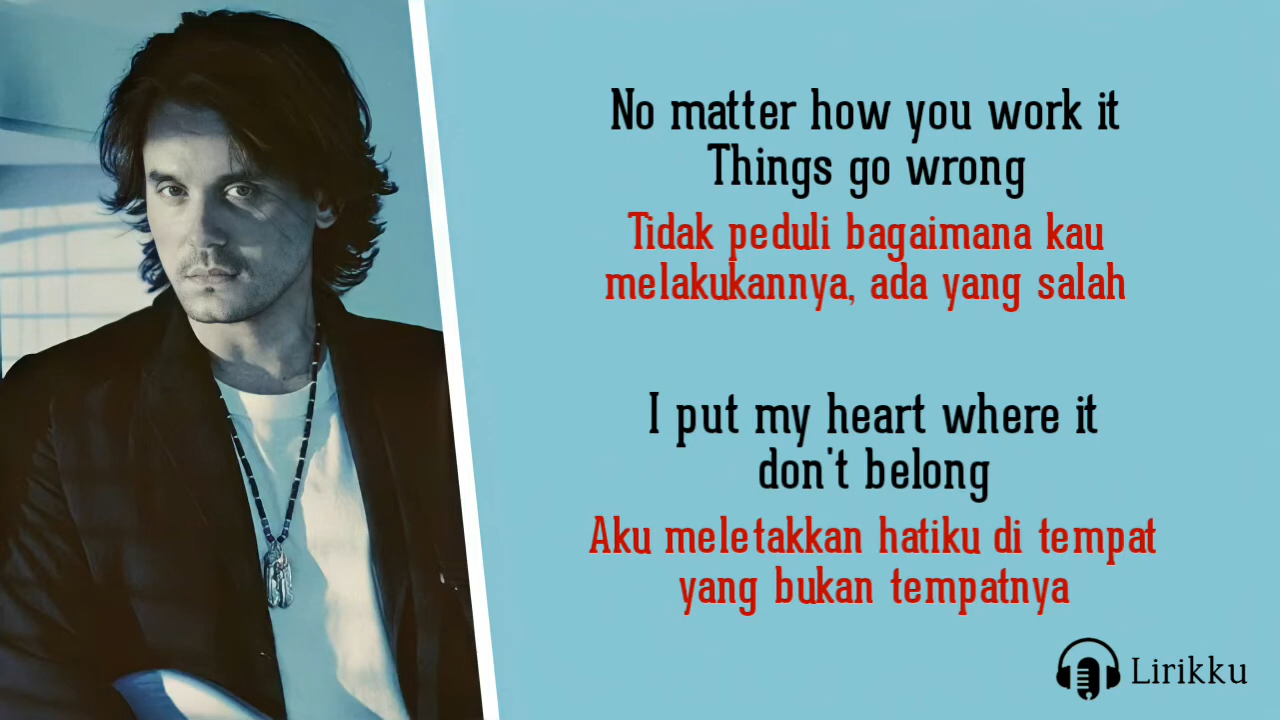 No matter how you work it
Things go wrong
Tidak peduli bagaimana kau
melakukannya, ada yang salah
I put my heart where it
don't belong
Aku meletakkan hatiku di tempat
yang bukan tempatnya
Lirikku